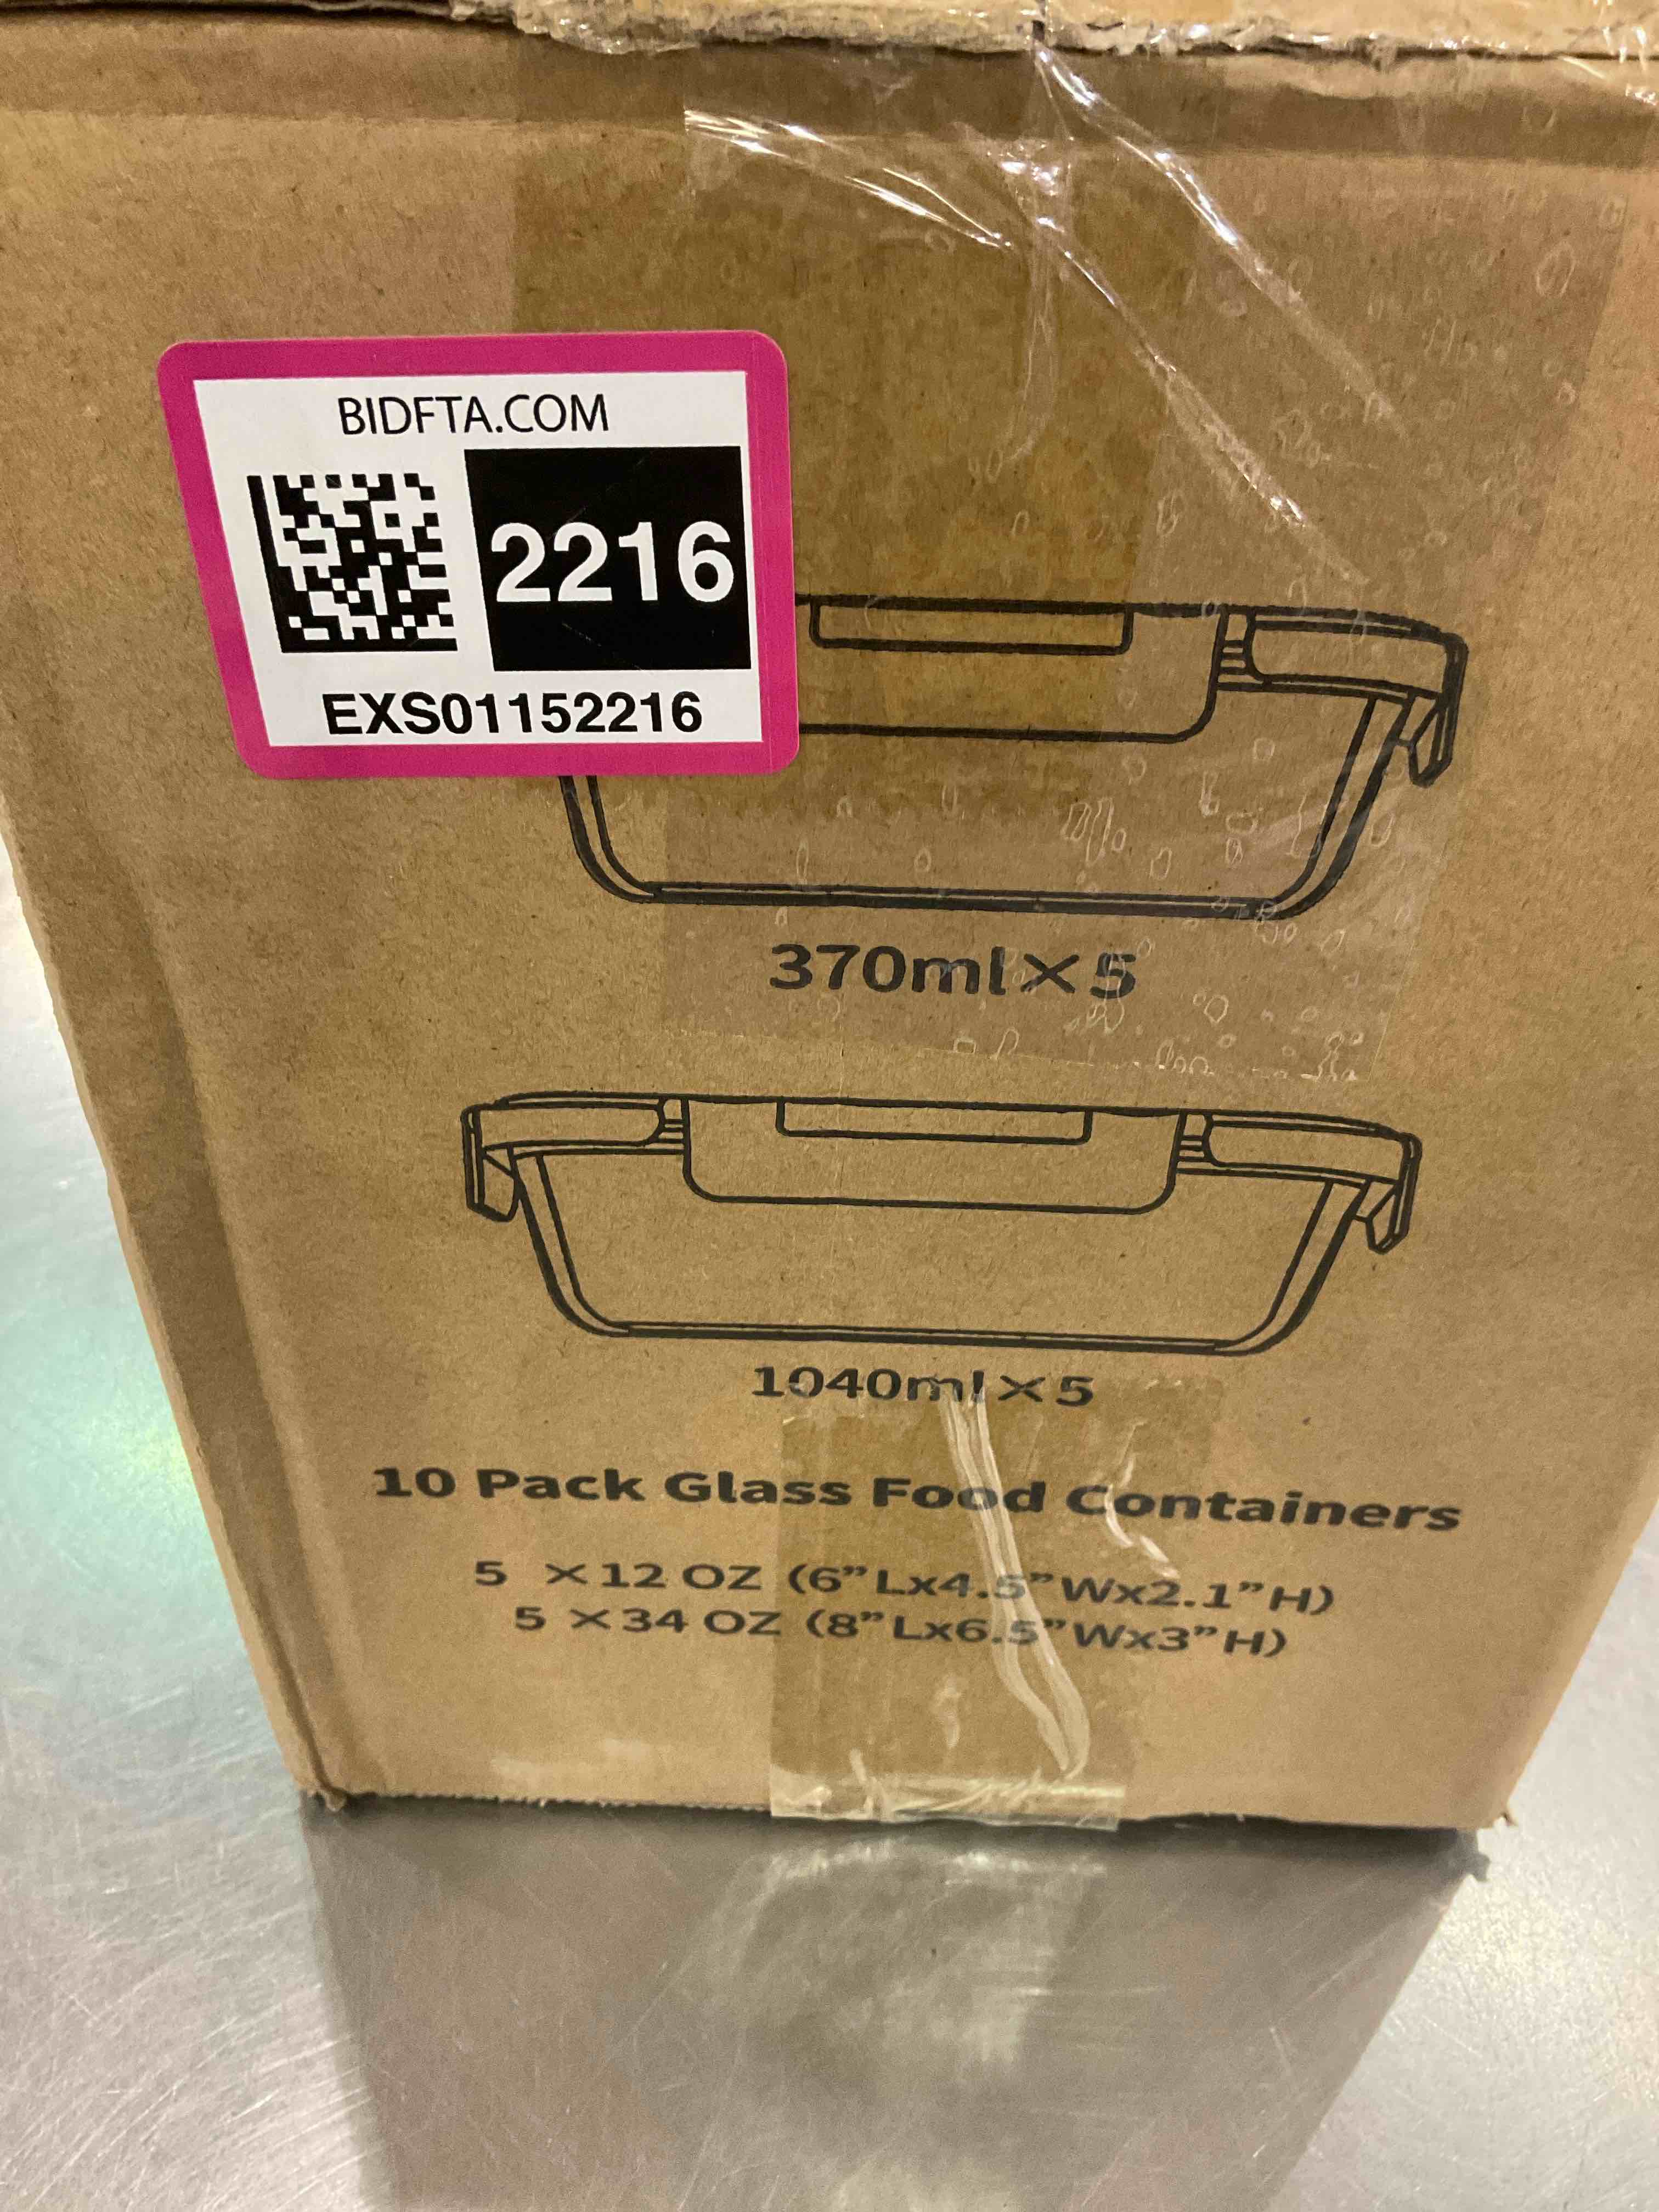 BIDFTA.COM
2216
EXS01152216
370ml×5
1040ml×5
10 Pack Glass Food Containers
5 ×12 OZ (6”Lx4.5”Wx2.1”H)
5 ×34 OZ (8”Lx6.5”Wx3”H)